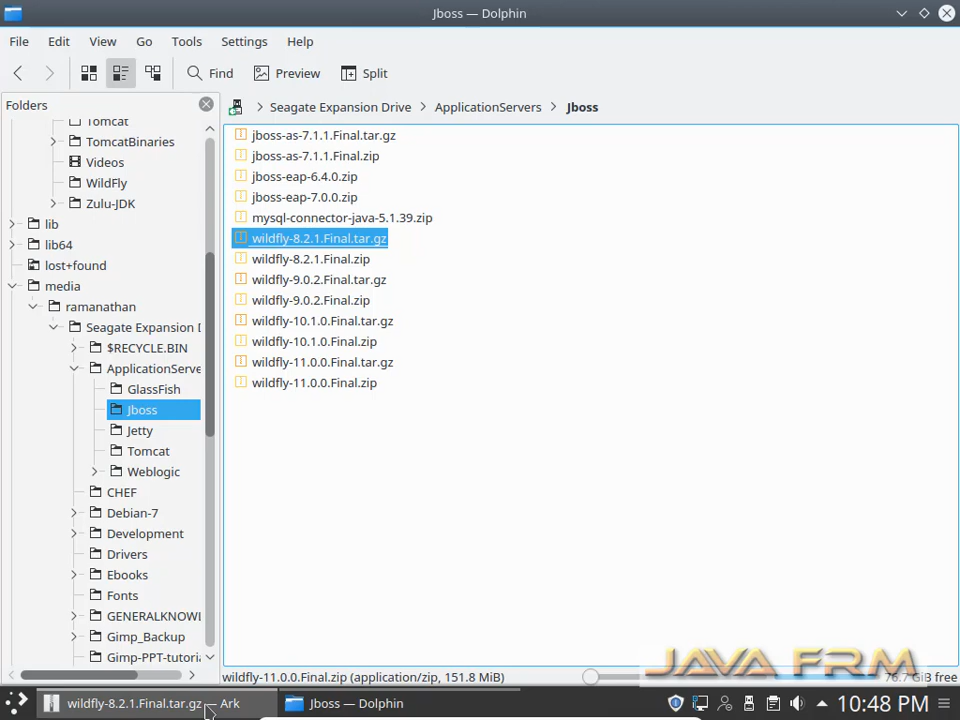 Jboss — Dolphin
File Edit View Go Tools Settings Help
Find Preview Split
Folders
Seagate Expansion Drive ApplicationServers Jboss
Tomcat
TomcatBinaries
Videos
WildFly
Zulu-JDK
lib
lib64
lost+found
media
ramanathan
Seagate Expansion D
$RECYCLE.BIN
ApplicationServe
GlassFish
Jboss
Jetty
Tomcat
Weblogic
CHEF
Debian-7
Development
Drivers
Ebooks
Fonts
GENERALKNOWI
Gimp_Backup
Gimp-PPT-tutoria
jboss-as-7.1.1.Final.tar.gz
jboss-as-7.1.1.Final.zip
jboss-eap-6.4.0.zip
jboss-eap-7.0.0.zip
mysql-connector-java-5.1.39.zip
wildfly-8.2.1.Final.tar.gz
wildfly-8.2.1.Final.zip
wildfly-9.0.2.Final.tar.gz
wildfly-9.0.2.Final.zip
wildfly-10.1.0.Final.tar.gz
wildfly-10.1.0.Final.zip
wildfly-11.0.0.Final.tar.gz
wildfly-11.0.0.Final.zip
JAVA FRM
wildfly-11.0.0.Final.zip (application/zip, 151.8 MiB) 76.7 GiB free
wildfly-8.2.1.Final.tar.gz — Ark Jboss — Dolphin 10:48 PM